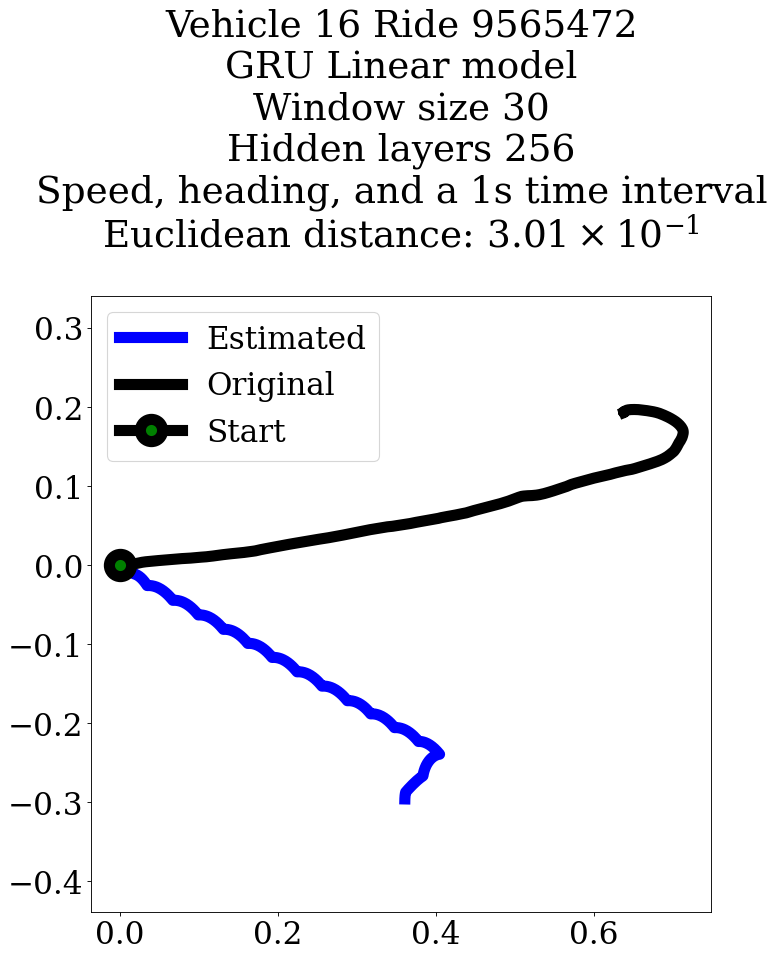 Vehicle 16 Ride 9565472
GRU Linear model
Window size 30
Hidden layers 256
Speed, heading, and a 1s time interval
Euclidean distance: 3.01 × 10⁻¹
Estimated
Original
Start
0.3
0.2
0.1
0.0
−0.1
−0.2
−0.3
−0.4
0.0 0.2 0.4 0.6